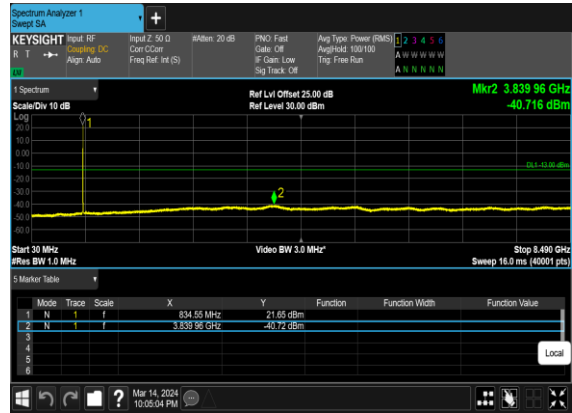 Spectrum Analyzer 1
Swept SA
+
KEYSIGHT Input: RF Input Z: 50 Ω #Atten: 20 dB PNO: Fast Avg Type: Power (RMS) 1 2 3 4 5 6
R T Coupling: DC Corr CCorr Gate: Off Avg|Hold: 100/100 A W W W W W
Align: Auto Freq Ref: Int (S) IF Gain: Low Trig: Free Run
Sig Track: Off A N N N N N
1 Spectrum Ref Lvl Offset 25.00 dB Mkr2 3.839 96 GHz
Scale/Div 10 dB Ref Level 30.00 dBm -40.716 dBm
Log
20.0
1
10.0
0.00
-10.0
DL1 -13.00 dBm
-20.0
-30.0
2
-40.0
-50.0
-60.0
Start 30 MHz Video BW 3.0 MHz* Stop 8.490 GHz
#Res BW 1.0 MHz Sweep 16.0 ms (40001 pts)
5 Marker Table
Mode Trace Scale X Y Function Function Width Function Value
1 N 1 f 834.55 MHz 21.65 dBm
2 N 1 f 3.839 96 GHz -40.72 dBm
3
4
5
6
Local
? Mar 14, 2024
10:05:04 PM